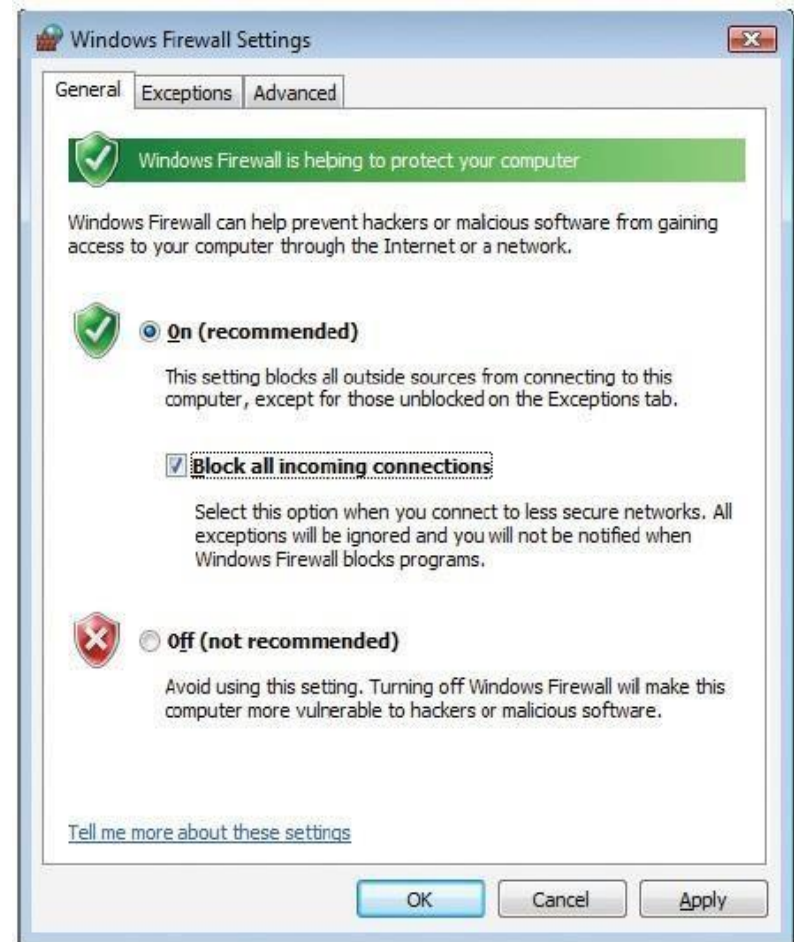 Windows Firewall Settings
General Exceptions Advanced
Windows Firewall is helping to protect your computer
Windows Firewall can help prevent hackers or malicious software from gaining
access to your computer through the Internet or a network.
On (recommended)
This setting blocks all outside sources from connecting to this
computer, except for those unblocked on the Exceptions tab.
Block all incoming connections
Select this option when you connect to less secure networks. All
exceptions will be ignored and you will not be notified when
Windows Firewall blocks programs.
Off (not recommended)
Avoid using this setting. Turning off Windows Firewall will make this
computer more vulnerable to hackers or malicious software.
Tell me more about these settings
OK Cancel Apply